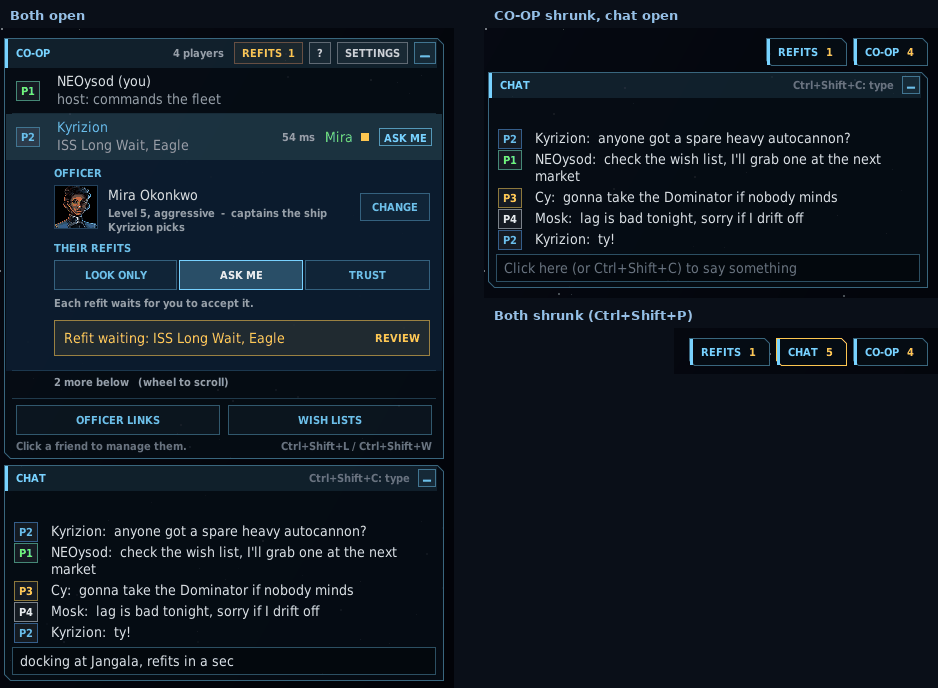 Both open
CO-OP 4 players REFITS 1 ? SETTINGS
P1 NEOysod (you)
host: commands the fleet
P2 Kyrizion
ISS Long Wait, Eagle
54 ms Mira ASK ME
OFFICER
Mira Okonkwo
Level 5, aggressive - captains the ship
Kyrizion picks
CHANGE
THEIR REFITS
LOOK ONLY ASK ME TRUST
Each refit waits for you to accept it.
Refit waiting: ISS Long Wait, Eagle REVIEW
2 more below (wheel to scroll)
OFFICER LINKS WISH LISTS
Click a friend to manage them. Ctrl+Shift+L / Ctrl+Shift+W
CHAT Ctrl+Shift+C: type
P2 Kyrizion: anyone got a spare heavy autocannon?
P1 NEOysod: check the wish list, I'll grab one at the next
market
P3 Cy: gonna take the Dominator if nobody minds
P4 Mosk: lag is bad tonight, sorry if I drift off
P2 Kyrizion: ty!
docking at Jangala, refits in a sec
CO-OP shrunk, chat open
REFITS 1 CO-OP 4
CHAT Ctrl+Shift+C: type
P2 Kyrizion: anyone got a spare heavy autocannon?
P1 NEOysod: check the wish list, I'll grab one at the next
market
P3 Cy: gonna take the Dominator if nobody minds
P4 Mosk: lag is bad tonight, sorry if I drift off
P2 Kyrizion: ty!
Click here (or Ctrl+Shift+C) to say something
Both shrunk (Ctrl+Shift+P)
REFITS 1 CHAT 5 CO-OP 4